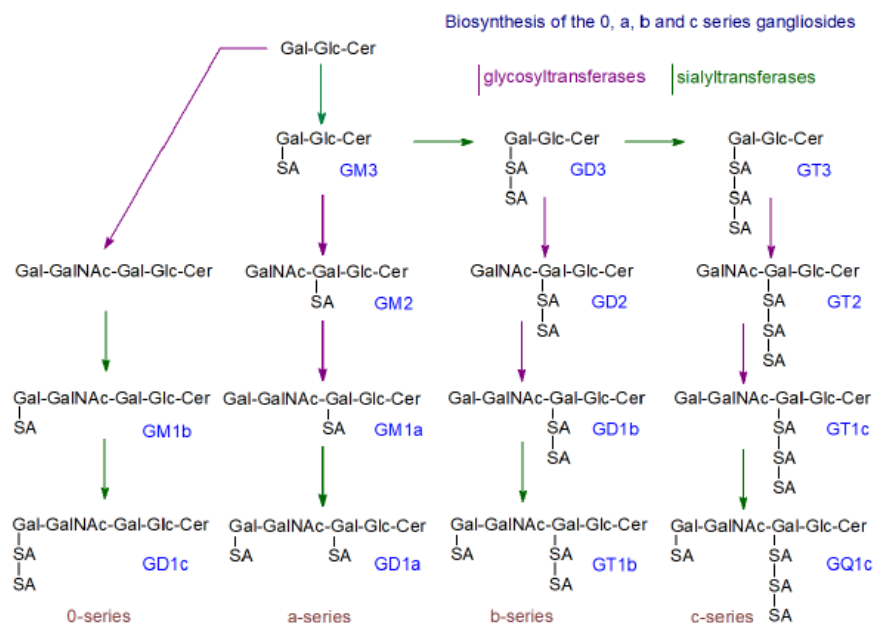 Biosynthesis of the 0, a, b and c series gangliosides
Gal-Glc-Cer
glycosyltransferases
sialyltransferases
Gal-Glc-Cer
SA
GM3
Gal-Glc-Cer
SA
SA
GD3
Gal-Glc-Cer
SA
SA
SA
GT3
Gal-GalNAc-Gal-Glc-Cer
GalNAc-Gal-Glc-Cer
SA
GM2
GalNAc-Gal-Glc-Cer
SA
SA
GD2
GalNAc-Gal-Glc-Cer
SA
SA
SA
GT2
Gal-GalNAc-Gal-Glc-Cer
SA
GM1b
Gal-GalNAc-Gal-Glc-Cer
SA
GM1a
Gal-GalNAc-Gal-Glc-Cer
SA
SA
GD1b
Gal-GalNAc-Gal-Glc-Cer
SA
SA
SA
GT1c
Gal-GalNAc-Gal-Glc-Cer
SA
SA
GD1c
Gal-GalNAc-Gal-Glc-Cer
SA
SA
GD1a
Gal-GalNAc-Gal-Glc-Cer
SA
SA
SA
GT1b
Gal-GalNAc-Gal-Glc-Cer
SA
SA
SA
SA
GQ1c
0-series
a-series
b-series
c-series